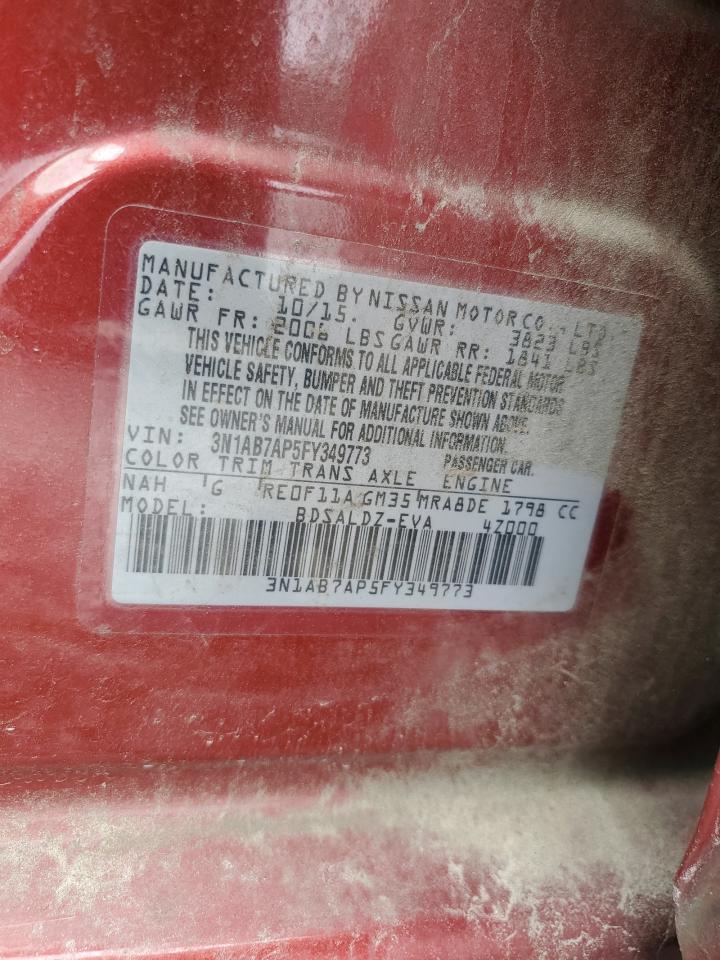 MANUFACTURED BY NISSAN MOTOR CO., LTD
DATE: 10/15. GVWR: 3823 LBS
GAWR FR: 2006 LBS GAWR RR: 1841 LBS
THIS VEHICLE CONFORMS TO ALL APPLICABLE FEDERAL MOTOR
VEHICLE SAFETY, BUMPER AND THEFT PREVENTION STANDARDS
IN EFFECT ON THE DATE OF MANUFACTURE SHOWN ABOVE.
SEE OWNER'S MANUAL FOR ADDITIONAL INFORMATION.
VIN: 3N1AB7AP5FY349773 PASSENGER CAR.
COLOR TRIM TRANS AXLE ENGINE
NAH G RE0F11A GM35 MRA8DE 1798 CC
MODEL: BDSALDZ-EVA 4Z000
3N1AB7AP5FY349773